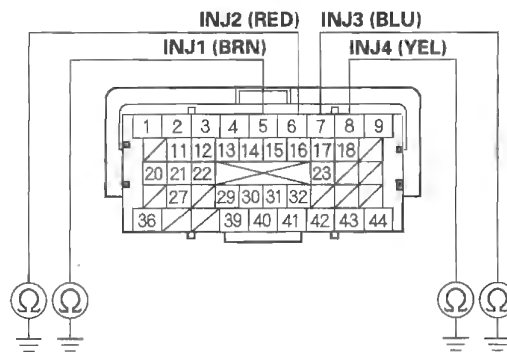 INJ2 (RED) INJ3 (BLU)
INJ1 (BRN) INJ4 (YEL)
1 2 3 4 5 6 7 8 9
11 12 13 14 15 16 17 18
20 21 22 23
27 29 30 31 32
36 39 40 41 42 43 44
Ω Ω Ω Ω